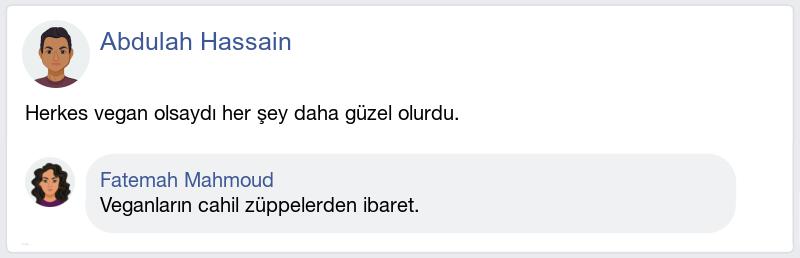 Abdulah Hassain
Herkes vegan olsaydı her şey daha güzel olurdu.
Fatemah Mahmoud
Veganların cahil züppelerden ibaret.